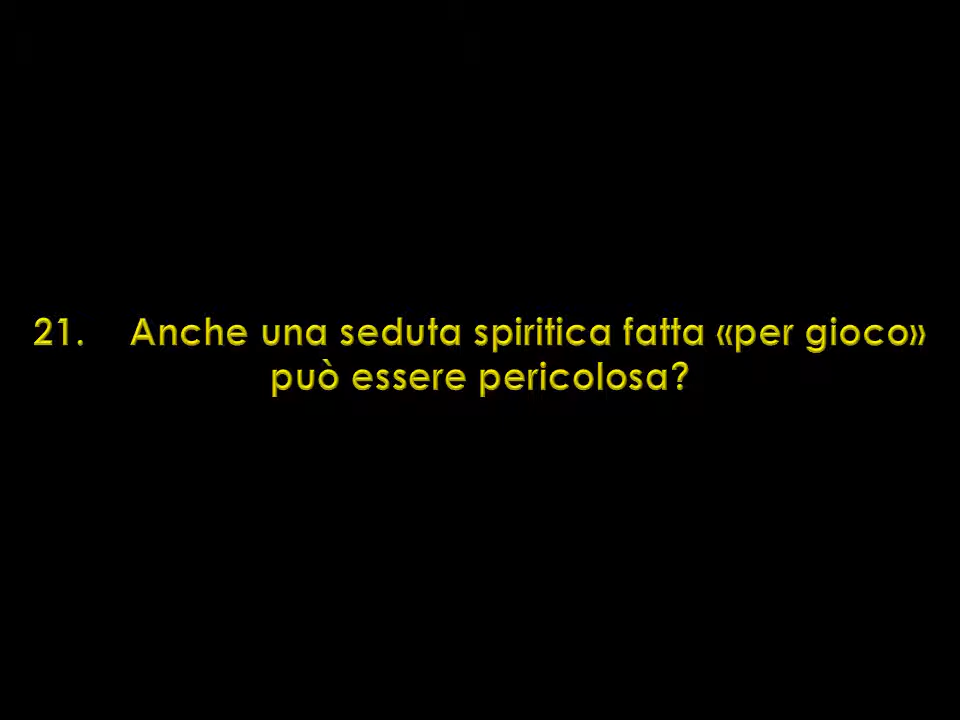 21. Anche una seduta spiritica fatta «per gioco»
può essere pericolosa?